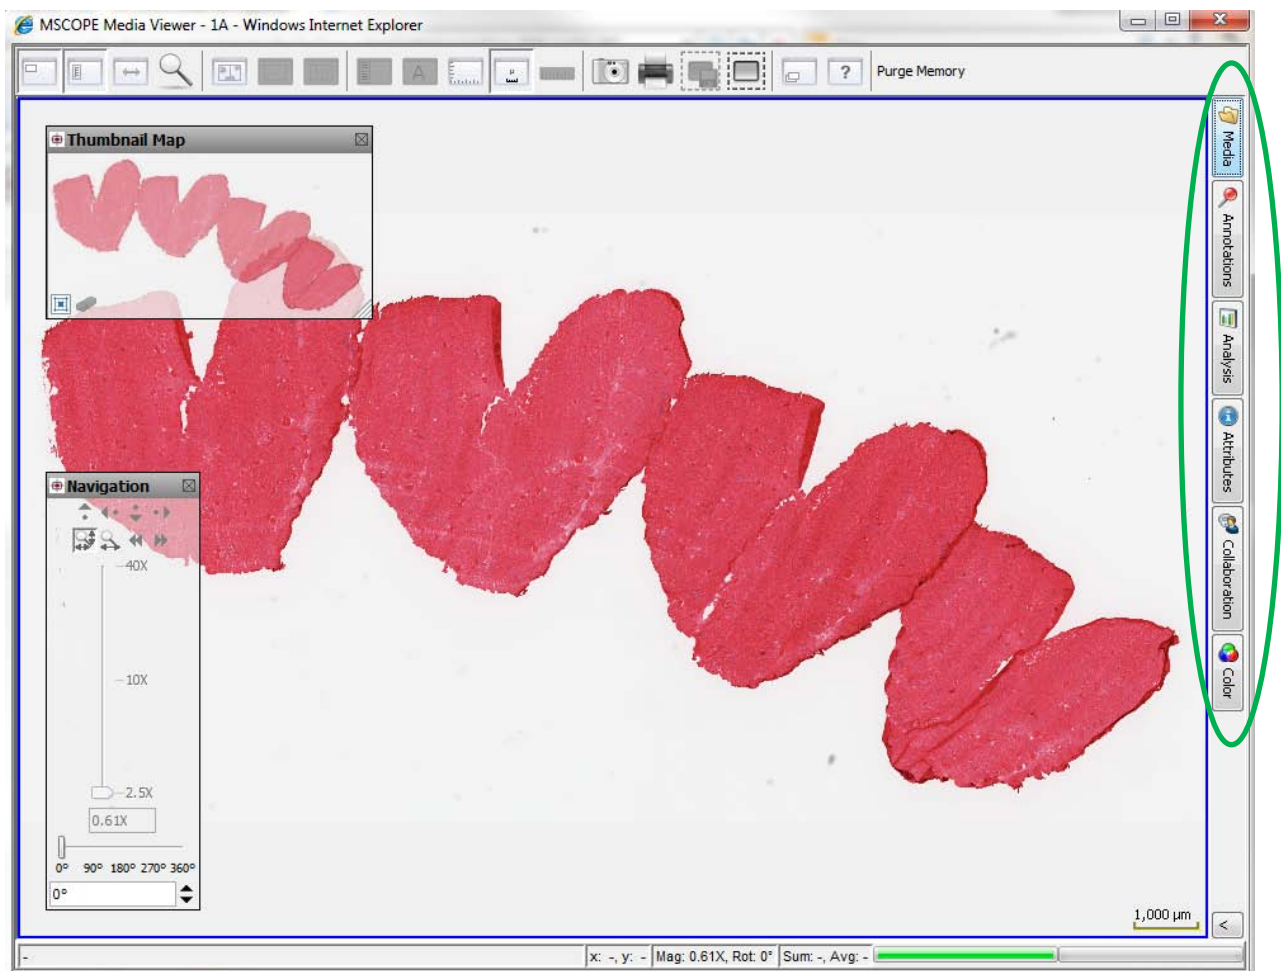 MSCOPE Media Viewer - 1A - Windows Internet Explorer
A
µ
?
Purge Memory
Thumbnail Map
Media
Annotations
Analysis
Attributes
Collaboration
Color
Navigation
40X
10X
2.5X
0.61X
0° 90° 180° 270° 360°
0°
1,000 µm
<
- x: -, y: - Mag: 0.61X, Rot: 0° Sum: -, Avg: -